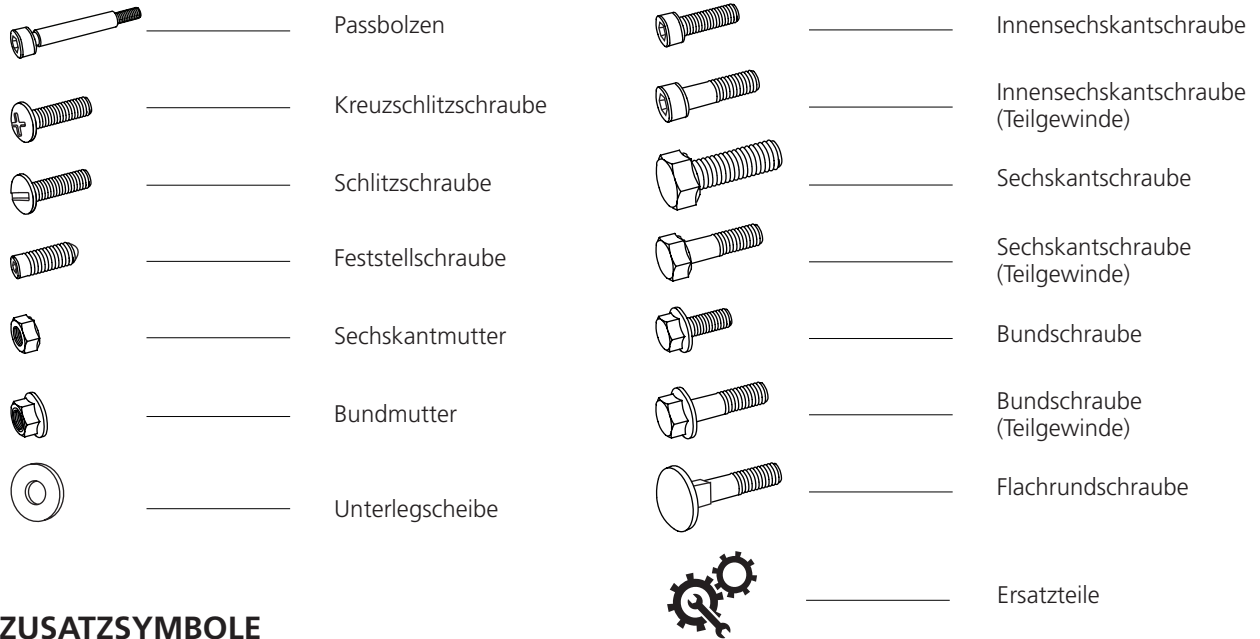 Passbolzen
Kreuzschlitzschraube
Schlitzschraube
Feststellschraube
Sechskantmutter
Bundmutter
Unterlegscheibe
Innensechskantschraube
Innensechskantschraube
(Teilgewinde)
Sechskantschraube
Sechskantschraube
(Teilgewinde)
Bundschraube
Bundschraube
(Teilgewinde)
Flachrundschraube
Ersatzteile
ZUSATZSYMBOLE